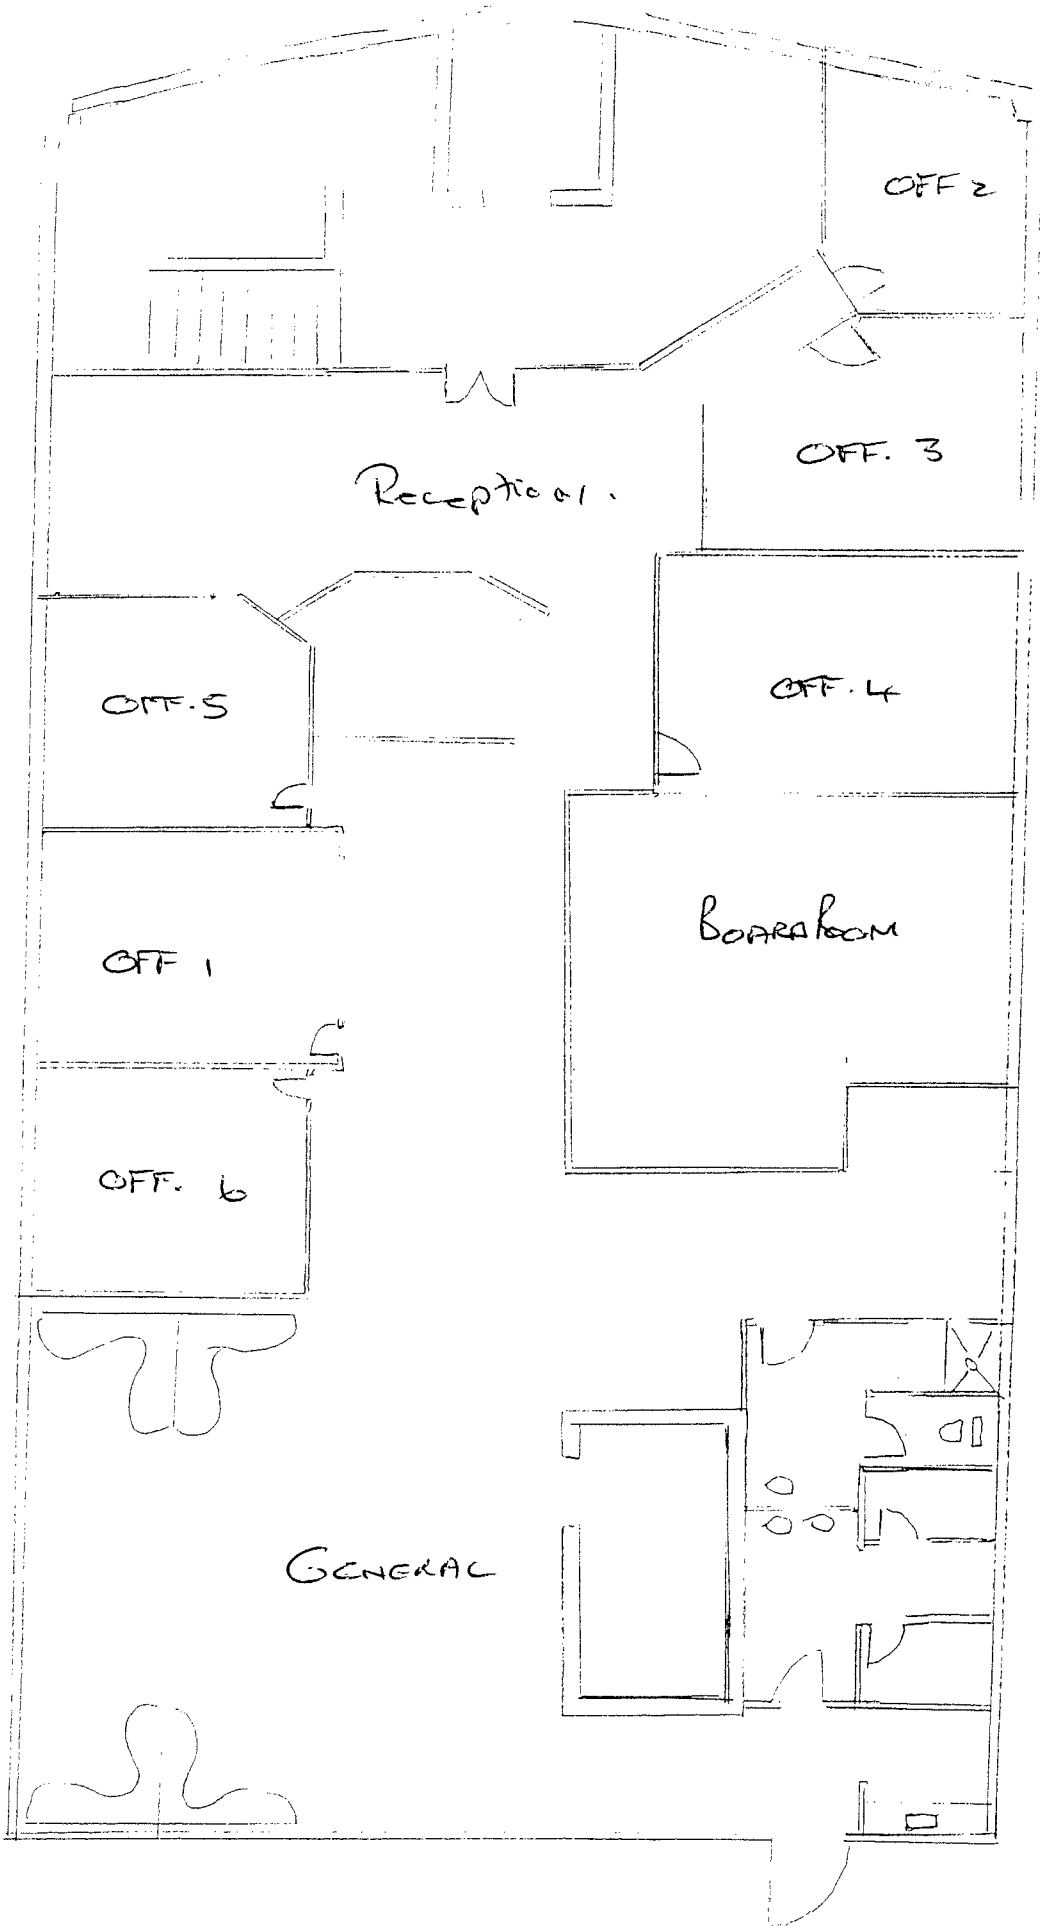 OFF 2
OFF. 3
Reception.
OFF. 4
OFF. 5
BOARDROOM
OFF 1
OFF. 6
GENERAL